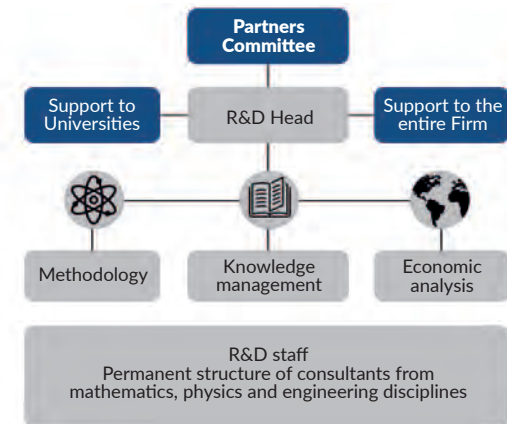 Partners
Committee
Support to
Universities
R&D Head
Support to the
entire Firm
Methodology
Knowledge
management
Economic
analysis
R&D staff
Permanent structure of consultants from
mathematics, physics and engineering disciplines